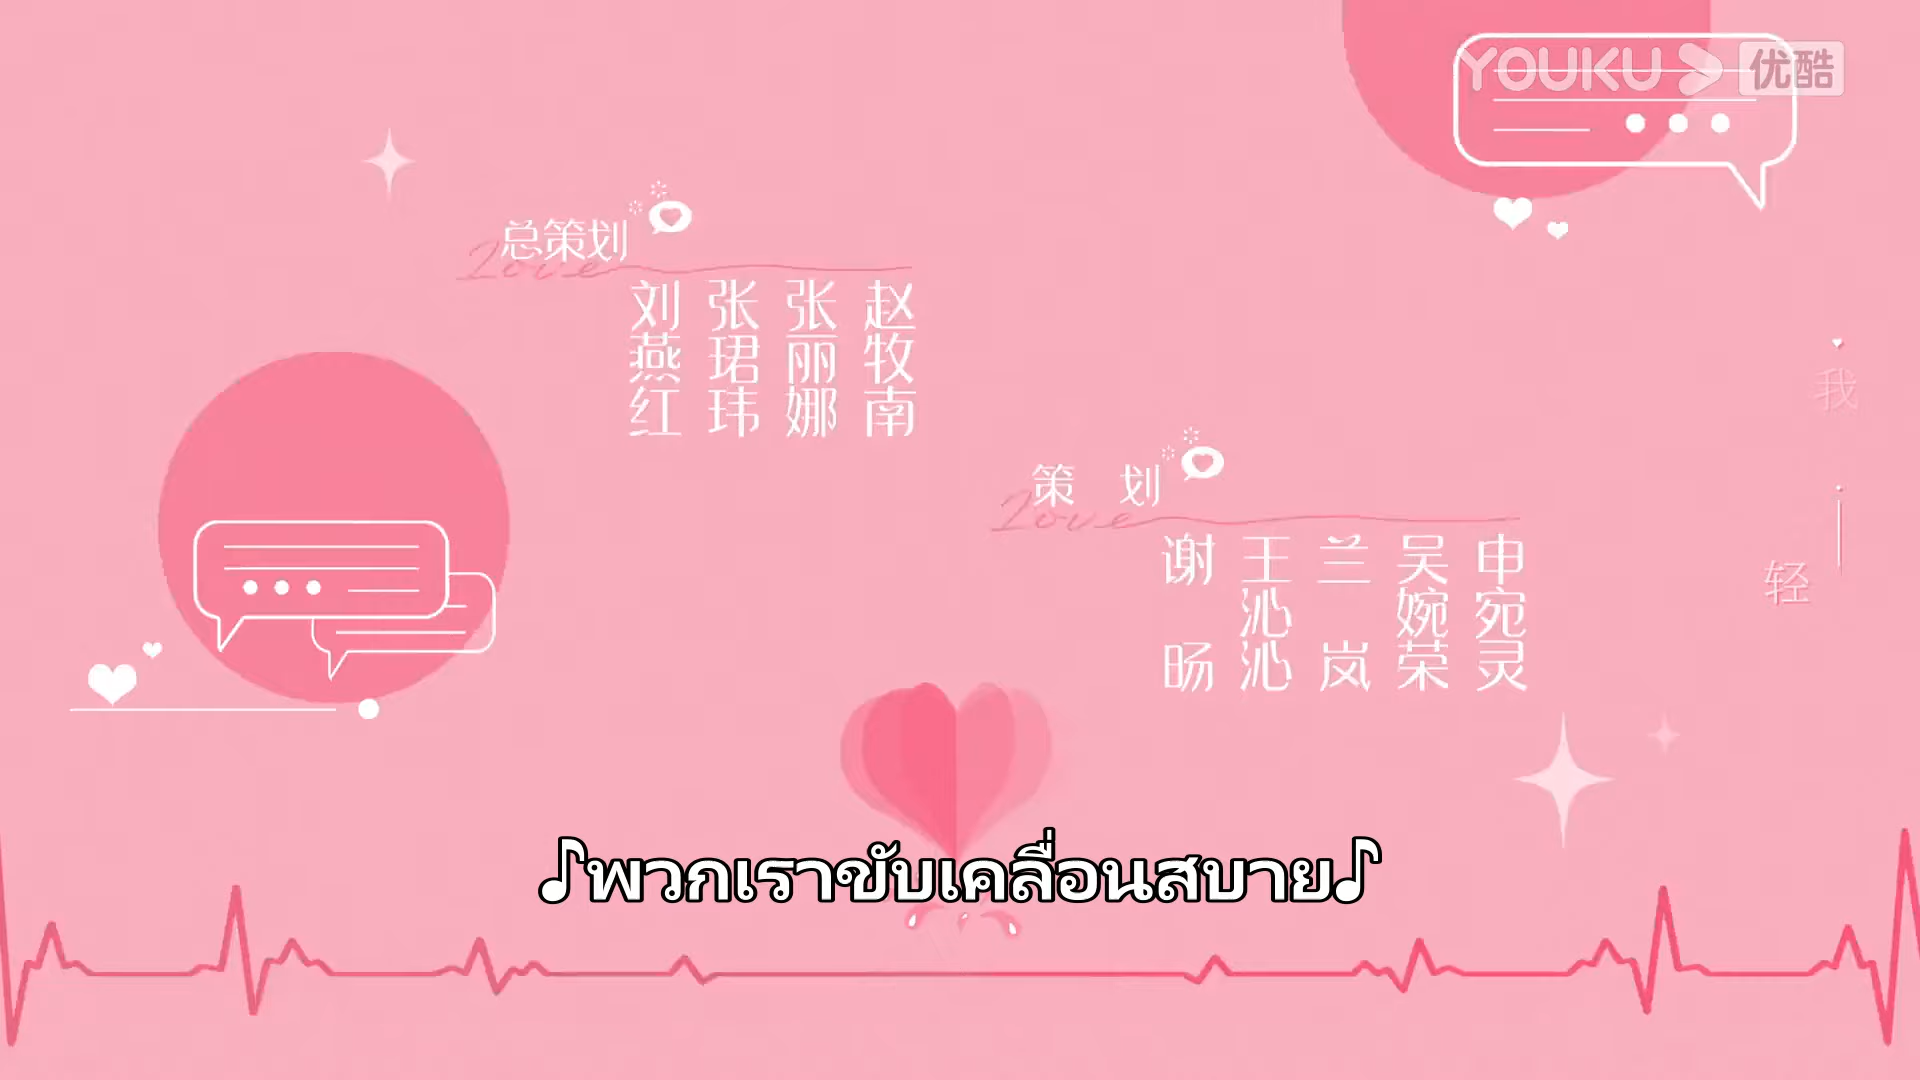 YOUKU 优酷
总策划
Love
刘燕红
张珺玮
张丽娜
赵牧南
策 划
Love
谢旸
王沁沁
兰岚
吴婉荣
申宛灵
我
轻
♪พวกเราขับเคลื่อนสบาย♪